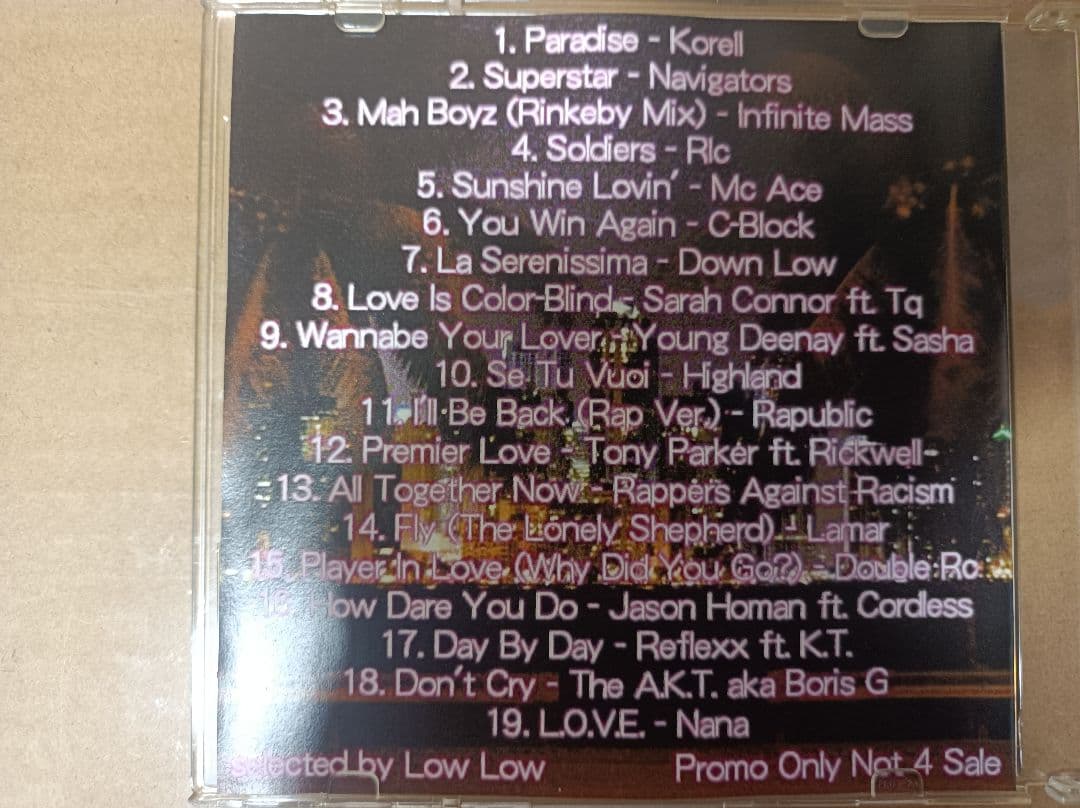 1. Paradise - Korell
2. Superstar - Navigators
3. Mah Boyz (Rinkeby Mix) - Infinite Mass
4. Soldiers - Rlc
5. Sunshine Lovin' - Mc Ace
6. You Win Again - C-Block
7. La Serenissima - Down Low
8. Love Is Color-Blind - Sarah Connor ft. Tq
9. Wannabe Your Lover - Young Deenay ft. Sasha
10. Se Tu Vuoi - Highland
11. I'll Be Back (Rap Ver.) - Rapublic
12. Premier Love - Tony Parker ft. Rickwell
13. All Together Now - Rappers Against Racism
14. Fly (The Lonely Shepherd) - Lamar
15. Player In Love (Why Did You Go?) - Double Rc
16. How Dare You Do - Jason Homan ft. Cordless
17. Day By Day - Reflexx ft. K.T.
18. Don't Cry - The A.K.T. aka Boris G
19. L.O.V.E. - Nana
selected by Low Low Promo Only Not 4 Sale